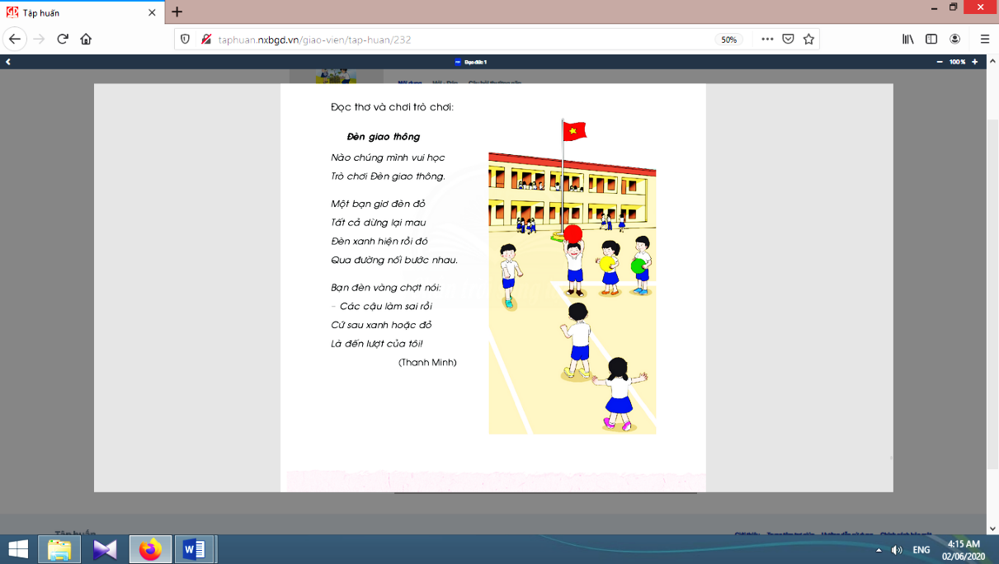 Tập huấn
taphuan.nxbgd.vn/giao-vien/tap-huan/232
50%
Đạo đức 1
100%
Đọc thơ và chơi trò chơi:
Đèn giao thông
Nào chúng mình vui học
Trò chơi Đèn giao thông.
Một bạn giơ đèn đỏ
Tất cả dừng lại mau
Đèn xanh hiện rồi đó
Qua đường nối bước nhau.
Bạn đèn vàng chợt nói:
– Các cậu làm sai rồi
Cứ sau xanh hoặc đỏ
Là đến lượt của tôi!
(Thanh Minh)
Tập huấn
ENG
4:15 AM
02/06/2020